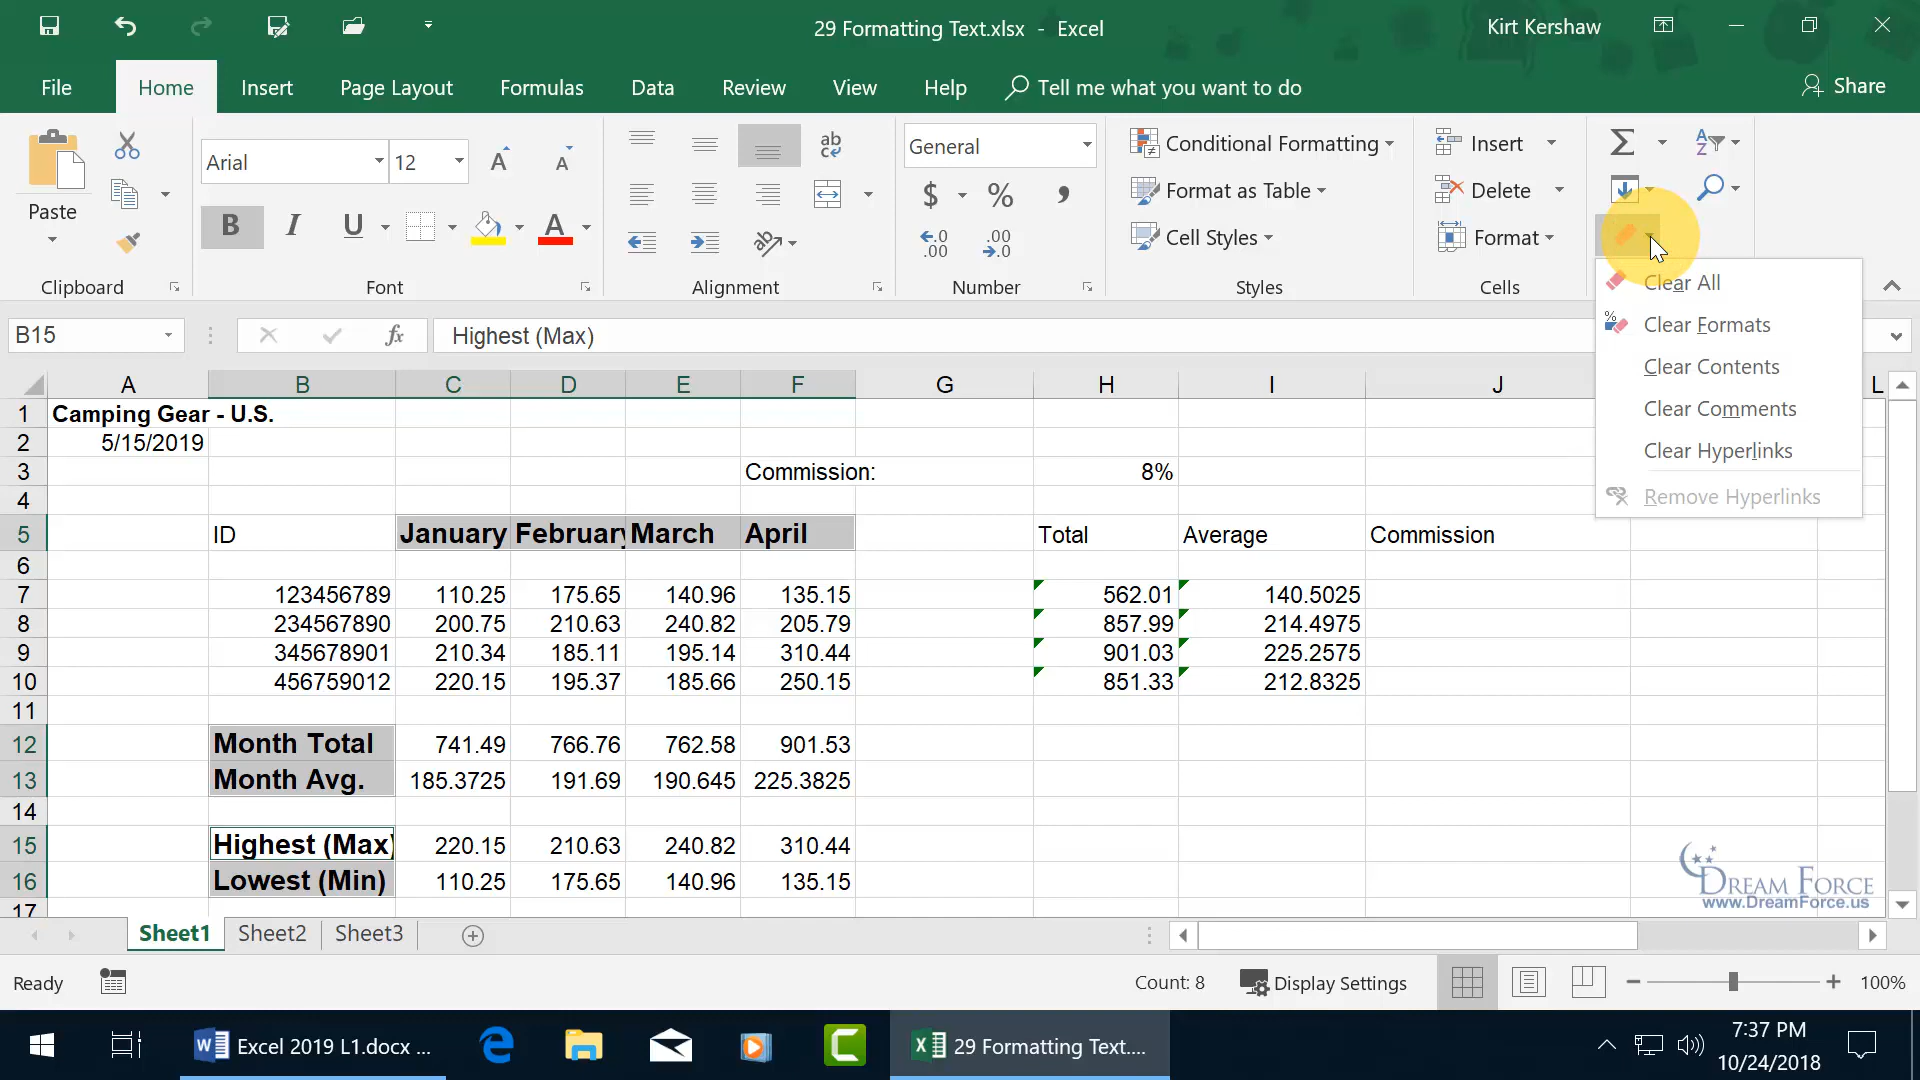 29 Formatting Text.xlsx - Excel
Kirt Kershaw
File Home Insert Page Layout Formulas Data Review View Help Tell me what you want to do Share
Paste
Arial 12
B I U A
ab
General
$ % ,
.0 .00
.00 .0
Conditional Formatting
Format as Table
Cell Styles
Insert
Delete
Format
Clipboard Font Alignment Number Styles Cells
Clear All
Clear Formats
Clear Contents
Clear Comments
Clear Hyperlinks
Remove Hyperlinks
B15 fx Highest (Max)
A B C D E F G H I J L
1 Camping Gear - U.S.
2 5/15/2019
3 Commission: 8%
4
5 ID January February March April Total Average Commission
6
7 123456789 110.25 175.65 140.96 135.15 562.01 140.5025
8 234567890 200.75 210.63 240.82 205.79 857.99 214.4975
9 345678901 210.34 185.11 195.14 310.44 901.03 225.2575
10 456759012 220.15 195.37 185.66 250.15 851.33 212.8325
11
12 Month Total 741.49 766.76 762.58 901.53
13 Month Avg. 185.3725 191.69 190.645 225.3825
14
15 Highest (Max) 220.15 210.63 240.82 310.44
16 Lowest (Min) 110.25 175.65 140.96 135.15
17
DREAM FORCE
www.DreamForce.us
Sheet1 Sheet2 Sheet3
Ready Count: 8 Display Settings 100%
Excel 2019 L1.docx ...
29 Formatting Text....
7:37 PM
10/24/2018